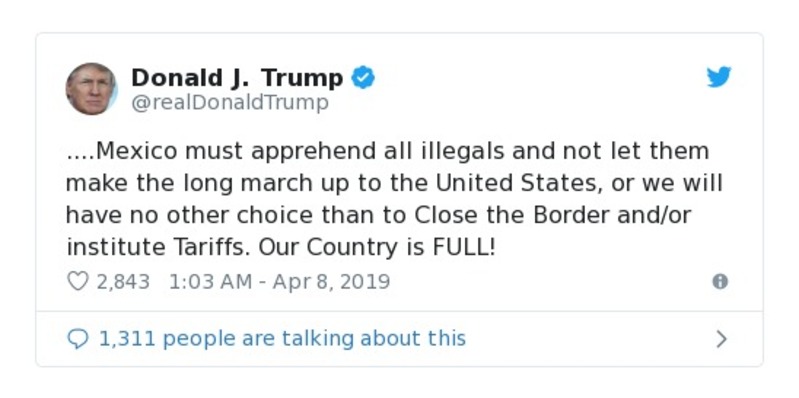 Donald J. Trump
@realDonaldTrump
....Mexico must apprehend all illegals and not let them
make the long march up to the United States, or we will
have no other choice than to Close the Border and/or
institute Tariffs. Our Country is FULL!
2,843 1:03 AM - Apr 8, 2019
1,311 people are talking about this